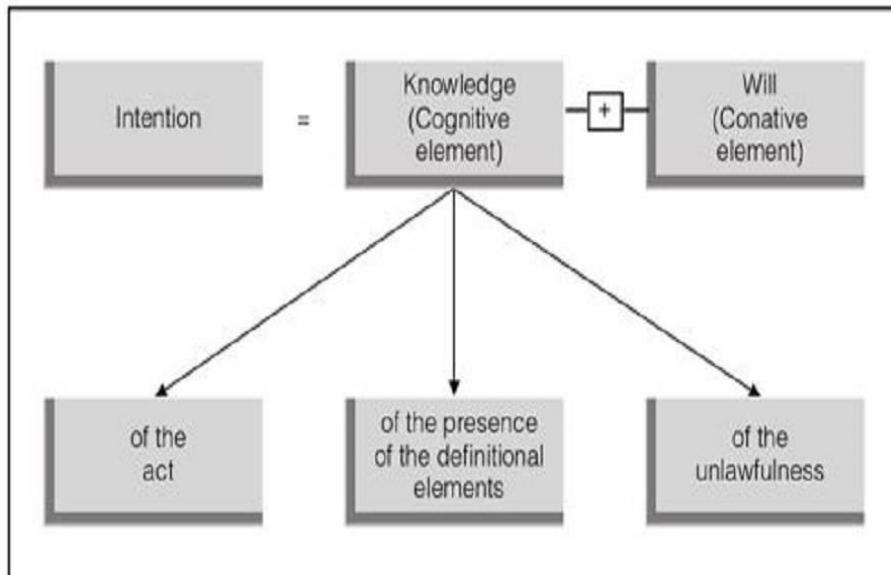 Intention
=
Knowledge
(Cognitive
element)
+
Will
(Conative
element)
of the
act
of the presence
of the definitional
elements
of the
unlawfulness